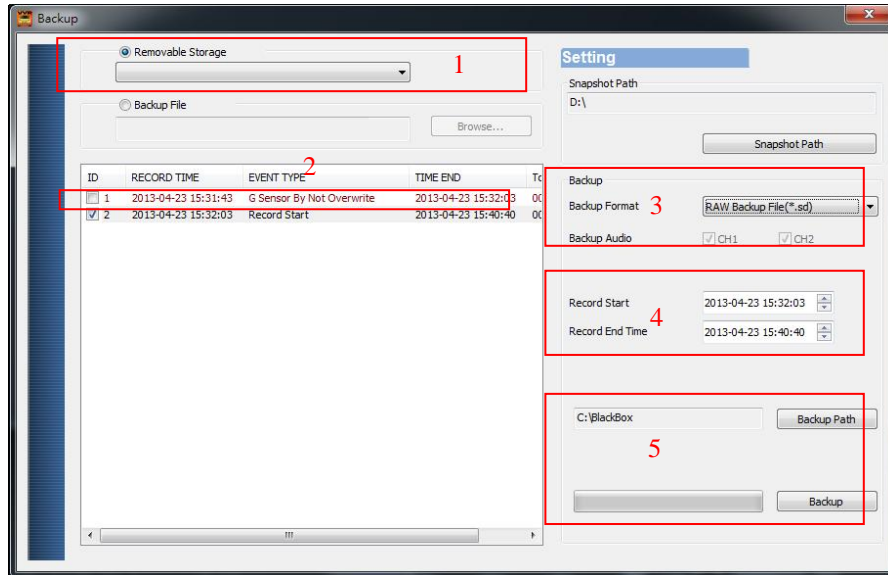 Backup
Removable Storage
1
Backup File
Browse...
2
ID RECORD TIME EVENT TYPE TIME END To
1 2013-04-23 15:31:43 G Sensor By Not Overwrite 2013-04-23 15:32:03 00
2 2013-04-23 15:32:03 Record Start 2013-04-23 15:40:40 00
Setting
Snapshot Path
D:\
Snapshot Path
Backup
Backup Format 3 RAW Backup File(*.sd)
Backup Audio CH1 CH2
Record Start 2013-04-23 15:32:03
4
Record End Time 2013-04-23 15:40:40
C:\BlackBox Backup Path
5
Backup